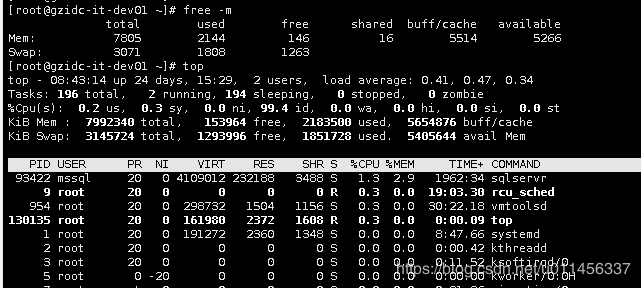 [root@gzidc-it-dev01 ~]# free -m
total used free shared buff/cache available
Mem: 7805 2144 146 16 5514 5266
Swap: 3071 1808 1263
[root@gzidc-it-dev01 ~]# top
top - 08:43:14 up 24 days, 15:29, 2 users, load average: 0.41, 0.47, 0.34
Tasks: 196 total, 2 running, 194 sleeping, 0 stopped, 0 zombie
%Cpu(s): 0.2 us, 0.3 sy, 0.0 ni, 99.4 id, 0.0 wa, 0.0 hi, 0.0 si, 0.0 st
KiB Mem : 7992340 total, 153964 free, 2183500 used, 5654876 buff/cache
KiB Swap: 3145724 total, 1293996 free, 1851728 used. 5405644 avail Mem
PID USER PR NI VIRT RES SHR S %CPU %MEM TIME+ COMMAND
93422 mssql 20 0 4109012 232188 3488 S 1.3 2.9 1962:34 sqlservr
9 root 20 0 0 0 0 R 0.3 0.0 19:03.30 rcu_sched
954 root 20 0 298732 1504 1156 S 0.3 0.0 30:22.18 vmtoolsd
130135 root 20 0 161980 2372 1608 R 0.3 0.0 0:00.09 top
1 root 20 0 191272 2360 1348 S 0.0 0.0 8:47.66 systemd
2 root 20 0 0 0 0 S 0.0 0.0 0:00.42 kthreadd
3 root 20 0 0 0 0 S 0.0 0.0 0:11.52 ksoftirqd/0
5 root 0 -20 0 0 0 S 0.0 0.0 0:00.00 kworker/0:0H
https://blog.csdn.net/u011456337